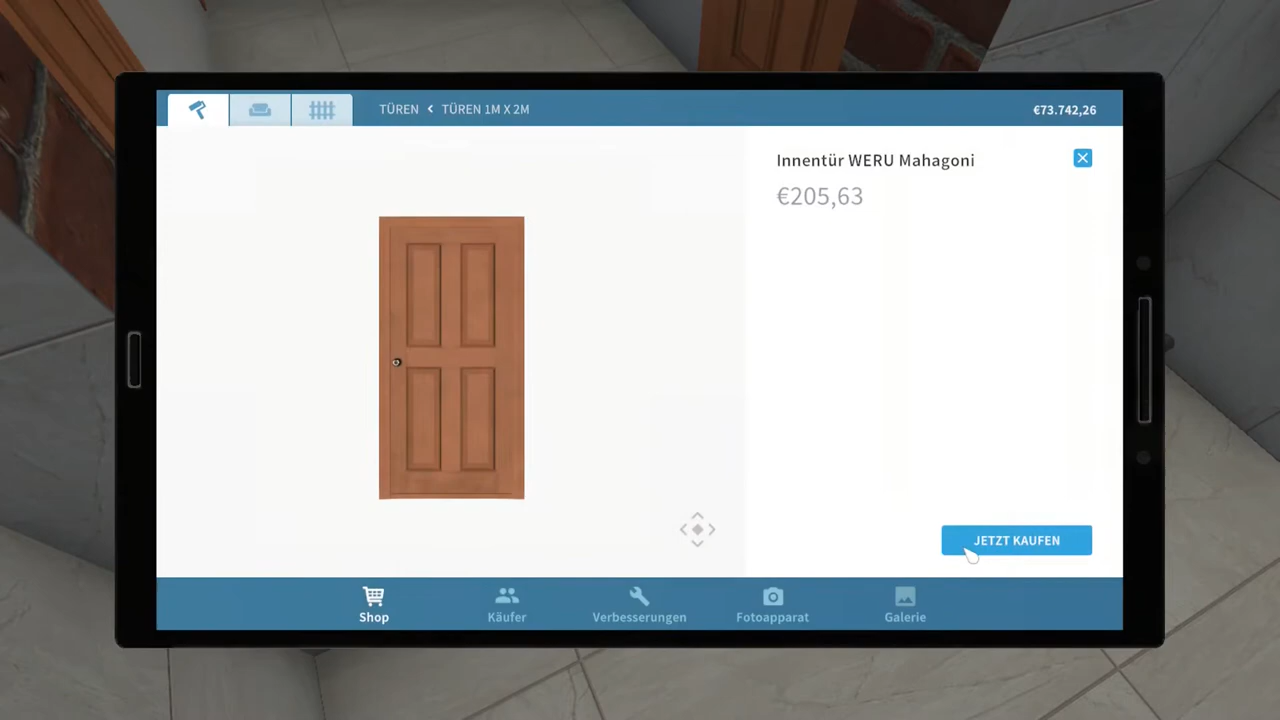 TÜREN < TÜREN 1M X 2M
€73.742,26
Innentür WERU Mahagoni
€205,63
JETZT KAUFEN
Shop
Käufer
Verbesserungen
Fotoapparat
Galerie